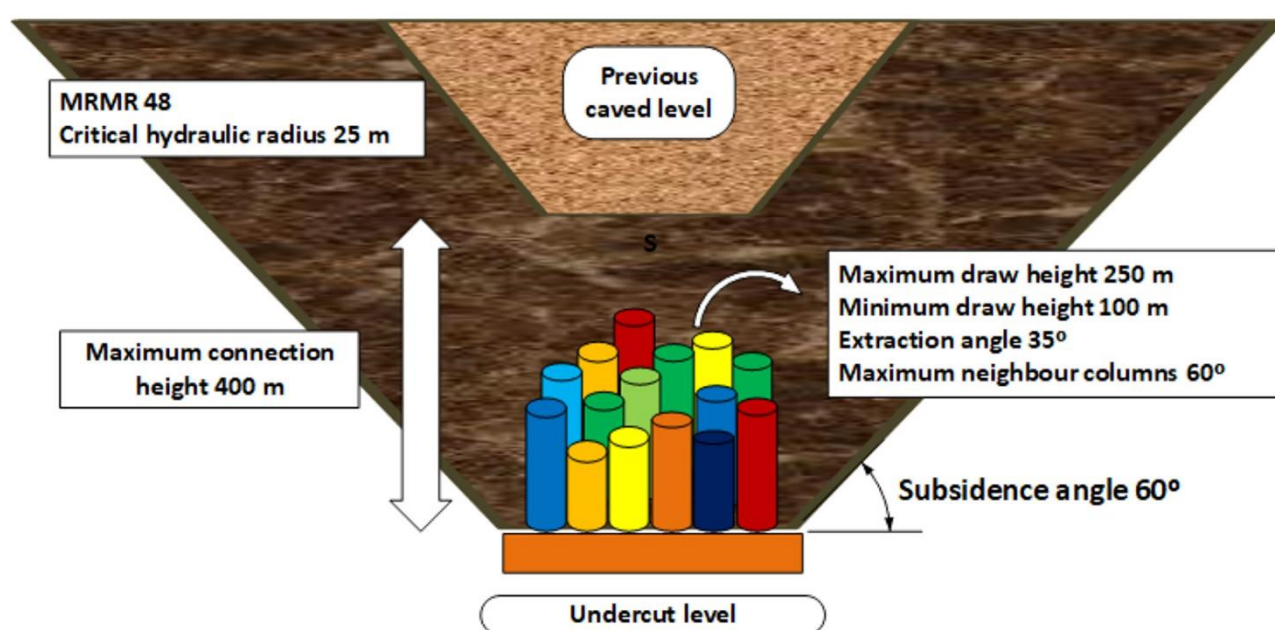 Previous
caved level
MRMR 48
Critical hydraulic radius 25 m
S
Maximum draw height 250 m
Minimum draw height 100 m
Extraction angle 35º
Maximum neighbour columns 60º
Maximum connection
height 400 m
Subsidence angle 60º
Undercut level